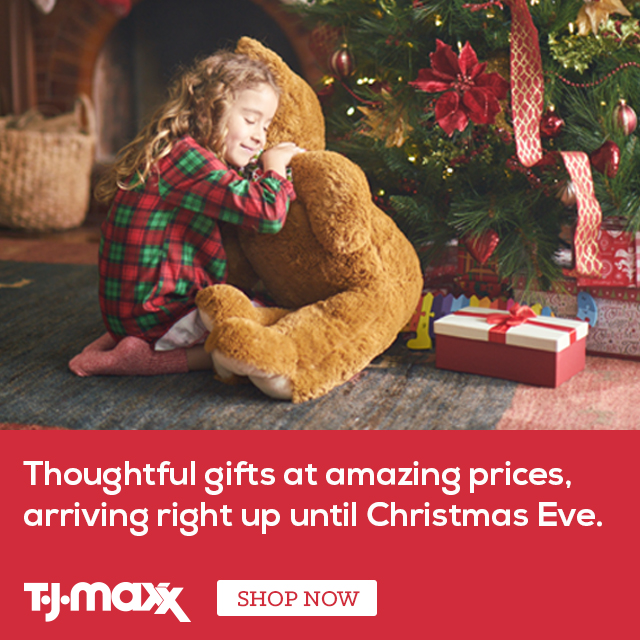 Thoughtful gifts at amazing prices,
arriving right up until Christmas Eve.
T·J·maxx
SHOP NOW